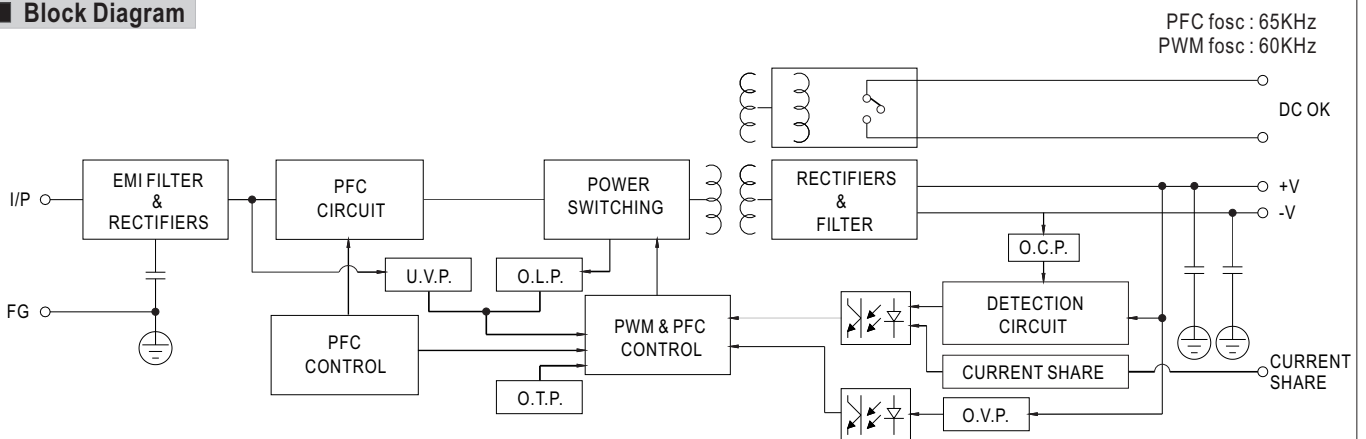 Block Diagram
PFC fosc : 65KHz
PWM fosc : 60KHz
DC OK
I/P
EMI FILTER
&
RECTIFIERS
PFC
CIRCUIT
POWER
SWITCHING
RECTIFIERS
&
FILTER
+V
-V
O.C.P.
U.V.P.
O.L.P.
FG
PFC
CONTROL
PWM & PFC
CONTROL
DETECTION
CIRCUIT
CURRENT SHARE
CURRENT
SHARE
O.T.P.
O.V.P.